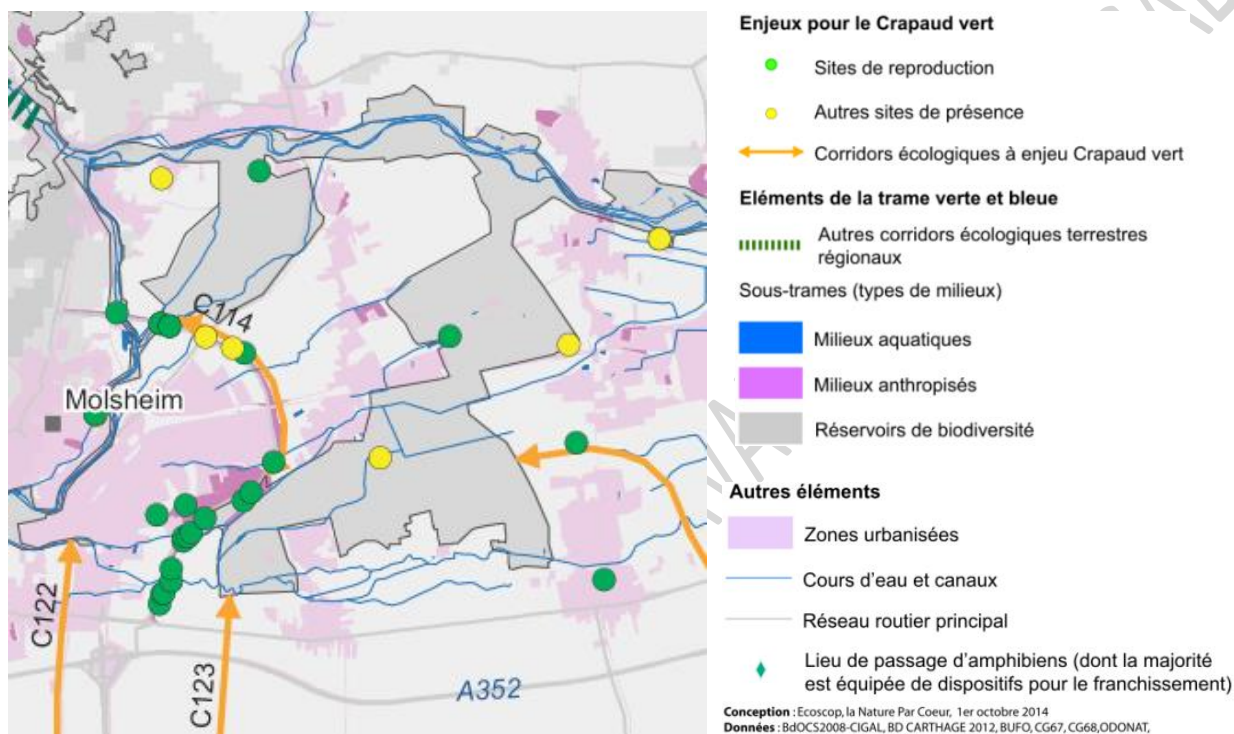 C114
Molsheim
C122
C123
A352
Enjeux pour le Crapaud vert
Sites de reproduction
Autres sites de présence
Corridors écologiques à enjeu Crapaud vert
Eléments de la trame verte et bleue
Autres corridors écologiques terrestres
régionaux
Sous-trames (types de milieux)
Milieux aquatiques
Milieux anthropisés
Réservoirs de biodiversité
Autres éléments
Zones urbanisées
Cours d'eau et canaux
Réseau routier principal
Lieu de passage d'amphibiens (dont la majorité
est équipée de dispositifs pour le franchissement)
Conception : Ecoscop, la Nature Par Coeur, 1er octobre 2014
Données : BdOCS2008-CIGAL, BD CARTHAGE 2012, BUFO, CG67, CG68,ODONAT,